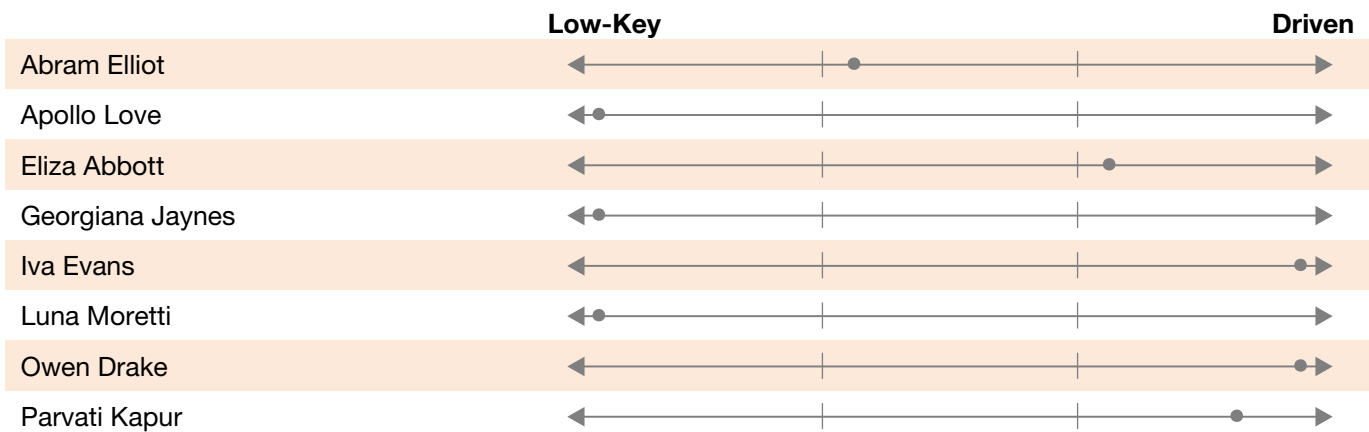 Low-Key Driven
Abram Elliot
Apollo Love
Eliza Abbott
Georgiana Jaynes
Iva Evans
Luna Moretti
Owen Drake
Parvati Kapur